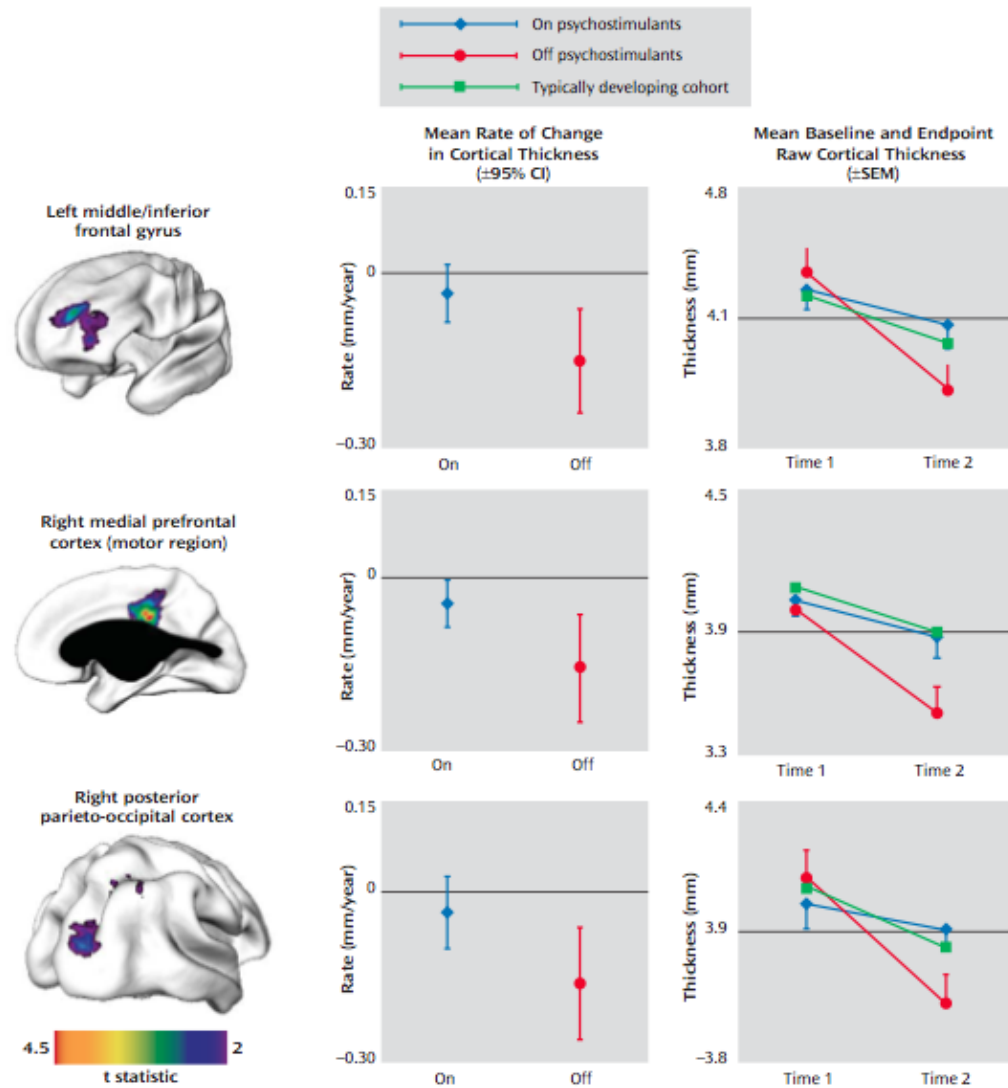 On psychostimulants
Off psychostimulants
Typically developing cohort
Mean Rate of Change
in Cortical Thickness
(±95% CI)
Mean Baseline and Endpoint
Raw Cortical Thickness
(±SEM)
Left middle/inferior
frontal gyrus
0.15
0
−0.30
Rate (mm/year)
On
Off
4.8
4.1
3.8
Thickness (mm)
Time 1
Time 2
Right medial prefrontal
cortex (motor region)
0.15
0
−0.30
Rate (mm/year)
On
Off
4.5
3.9
3.3
Thickness (mm)
Time 1
Time 2
Right posterior
parieto-occipital cortex
0.15
0
−0.30
Rate (mm/year)
On
Off
4.4
3.9
−3.8
Thickness (mm)
Time 1
Time 2
4.5
2
t statistic